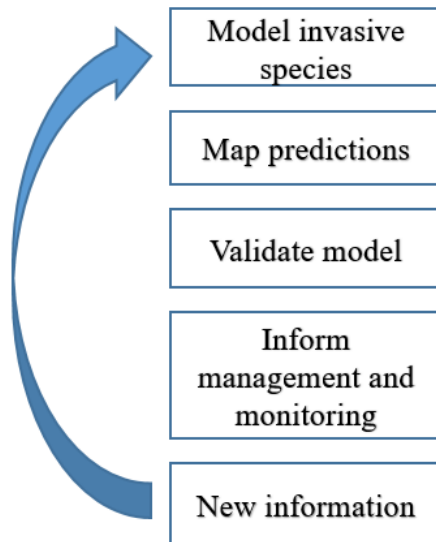 Model invasive
species
Map predictions
Validate model
Inform
management and
monitoring
New information